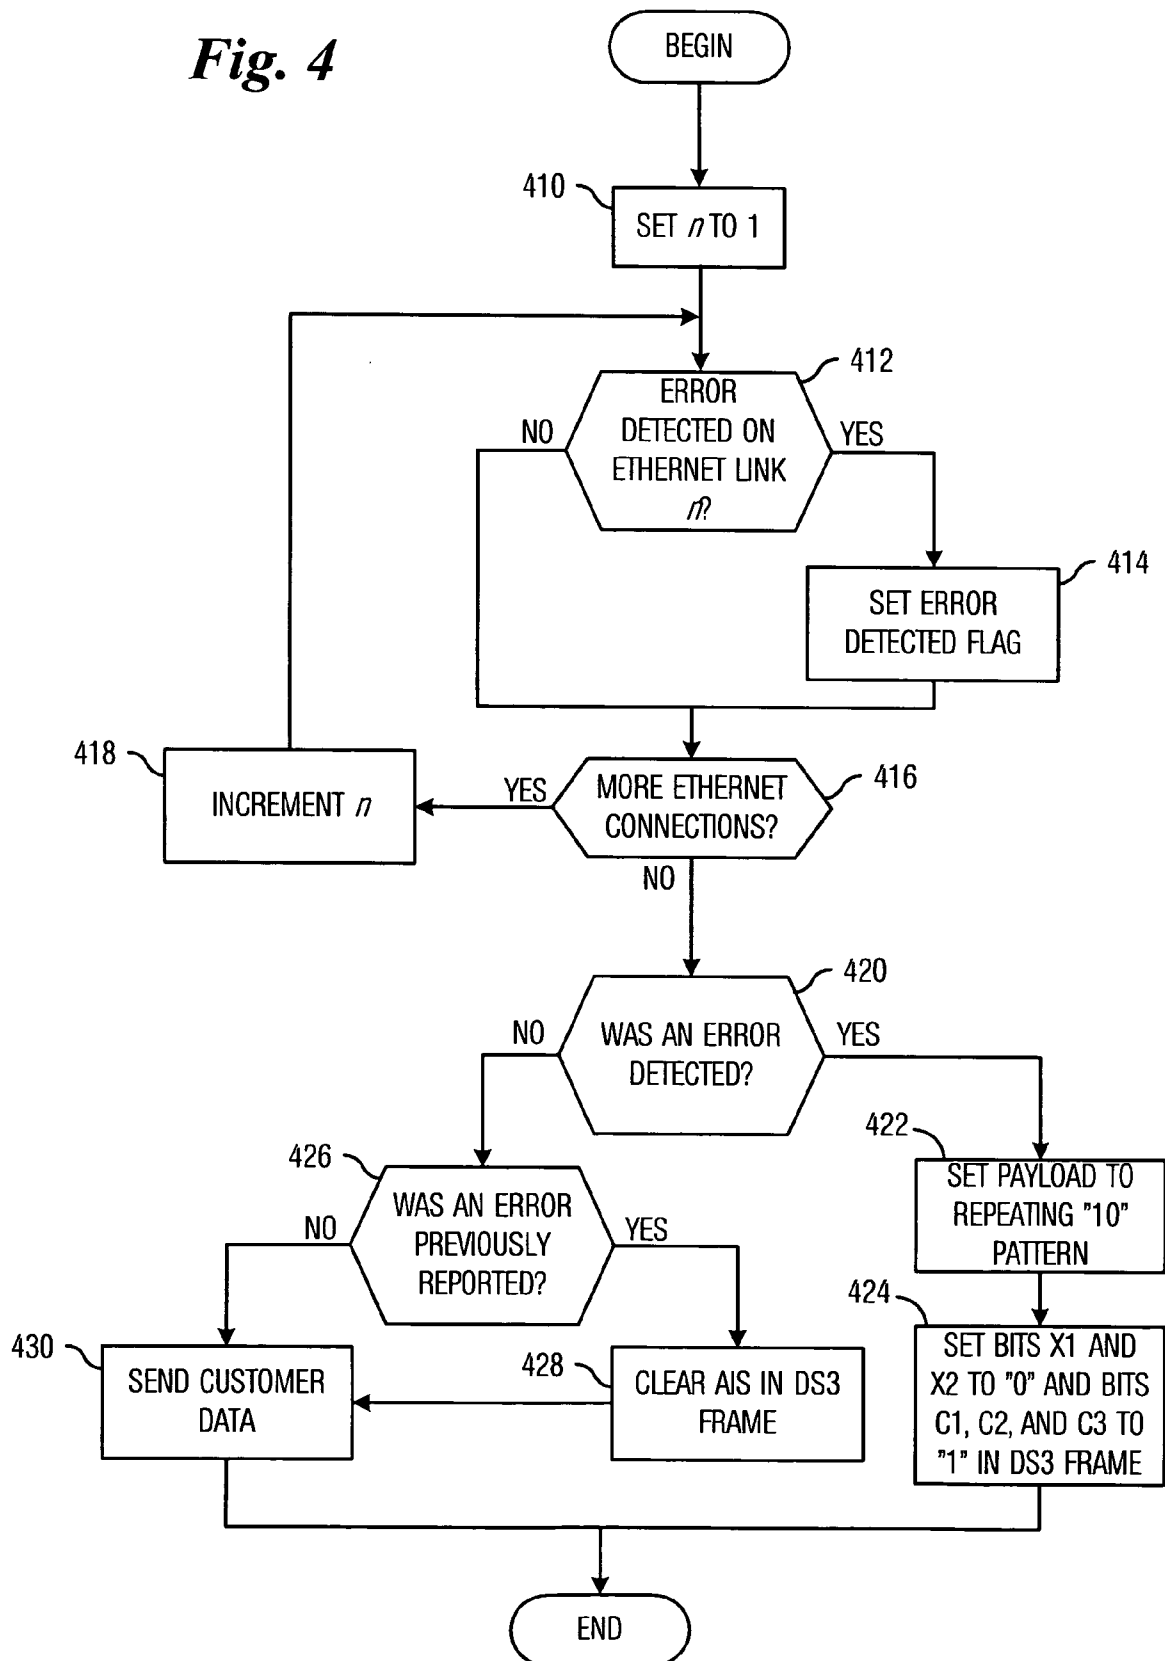 Fig. 4
BEGIN
410
SET n TO 1
412
ERROR
DETECTED ON
ETHERNET LINK
n?
NO
YES
414
SET ERROR
DETECTED FLAG
418
INCREMENT n
YES
MORE ETHERNET
CONNECTIONS?
416
NO
420
WAS AN ERROR
DETECTED?
NO
YES
422
SET PAYLOAD TO
REPEATING "10"
PATTERN
426
WAS AN ERROR
PREVIOUSLY
REPORTED?
NO
YES
424
SET BITS X1 AND
X2 TO "0" AND BITS
C1, C2, AND C3 TO
"1" IN DS3 FRAME
430
SEND CUSTOMER
DATA
428
CLEAR AIS IN DS3
FRAME
END